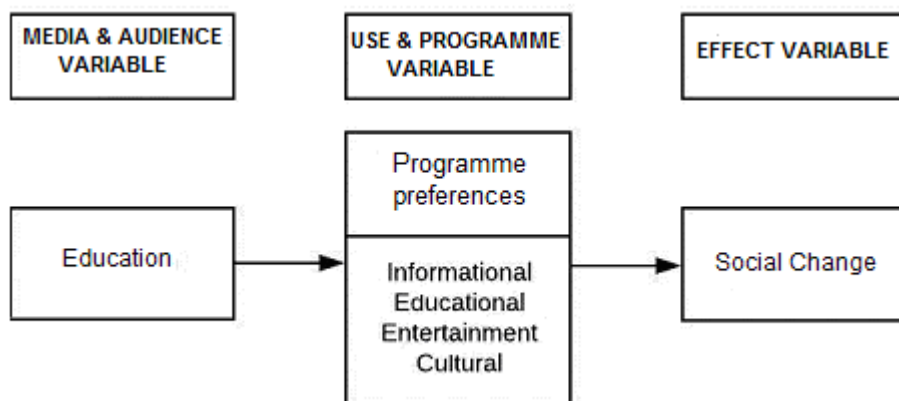 MEDIA & AUDIENCE
VARIABLE
USE & PROGRAMME
VARIABLE
EFFECT VARIABLE
Programme
preferences
Education
Informational
Educational
Entertainment
Cultural
Social Change